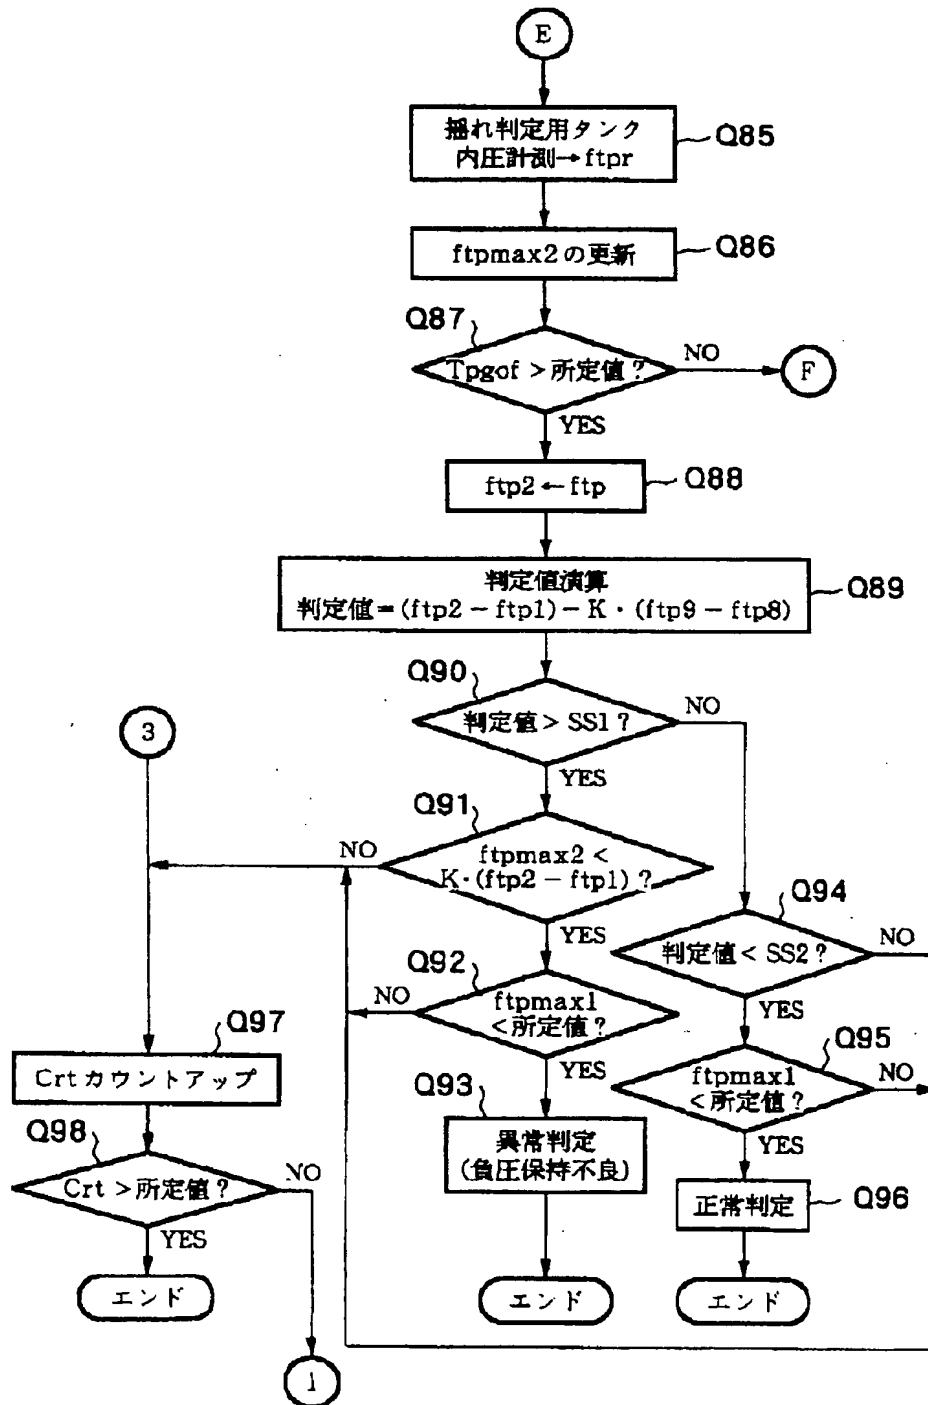 E
揺れ判定用タンク
内圧計測→ftpr
Q85
ftpmax2の更新
Q86
Q87
Tpgof > 所定値?
NO
F
YES
ftp2←ftp
Q88
判定値演算
判定値=(ftp2-ftp1)-K・(ftp9-ftp8)
Q89
Q90
判定値 > SS1?
NO
YES
3
Q91
ftpmax2 <
K・(ftp2-ftp1)?
NO
YES
Q94
判定値 < SS2?
NO
YES
Q92
ftpmax1
<所定値?
NO
YES
Q95
ftpmax1
<所定値?
NO
YES
Q97
Crtカウントアップ
Q93
異常判定
(負圧保持不良)
Q98
Crt > 所定値?
NO
YES
正常判定
Q96
エンド
エンド
エンド
1